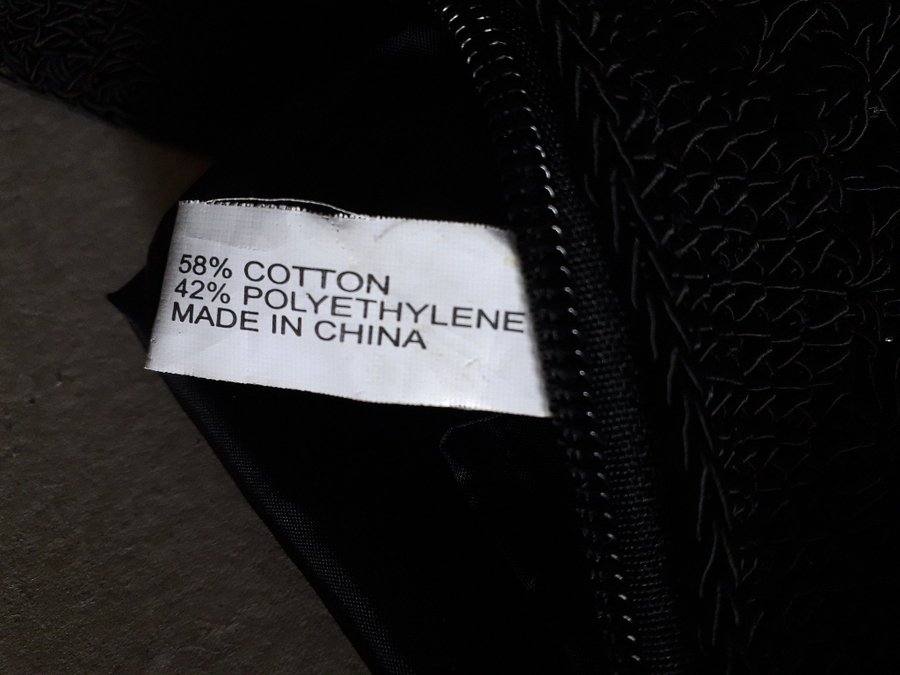 58% COTTON
42% POLYETHYLENE
MADE IN CHINA